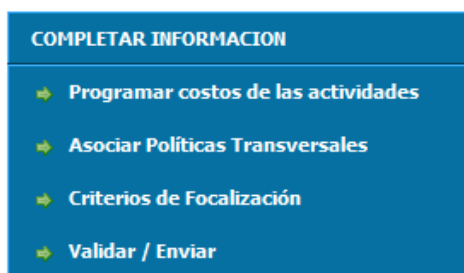 COMPLETAR INFORMACION
Programar costos de las actividades
Asociar Políticas Transversales
Criterios de Focalización
Validar / Enviar